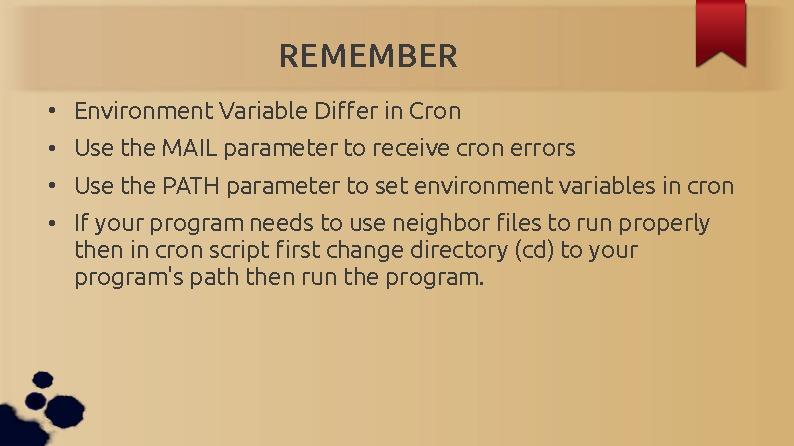 REMEMBER
• Environment Variable Differ in Cron
• Use the MAIL parameter to receive cron errors
• Use the PATH parameter to set environment variables in cron
• If your program needs to use neighbor files to run properly
then in cron script first change directory (cd) to your
program's path then run the program.